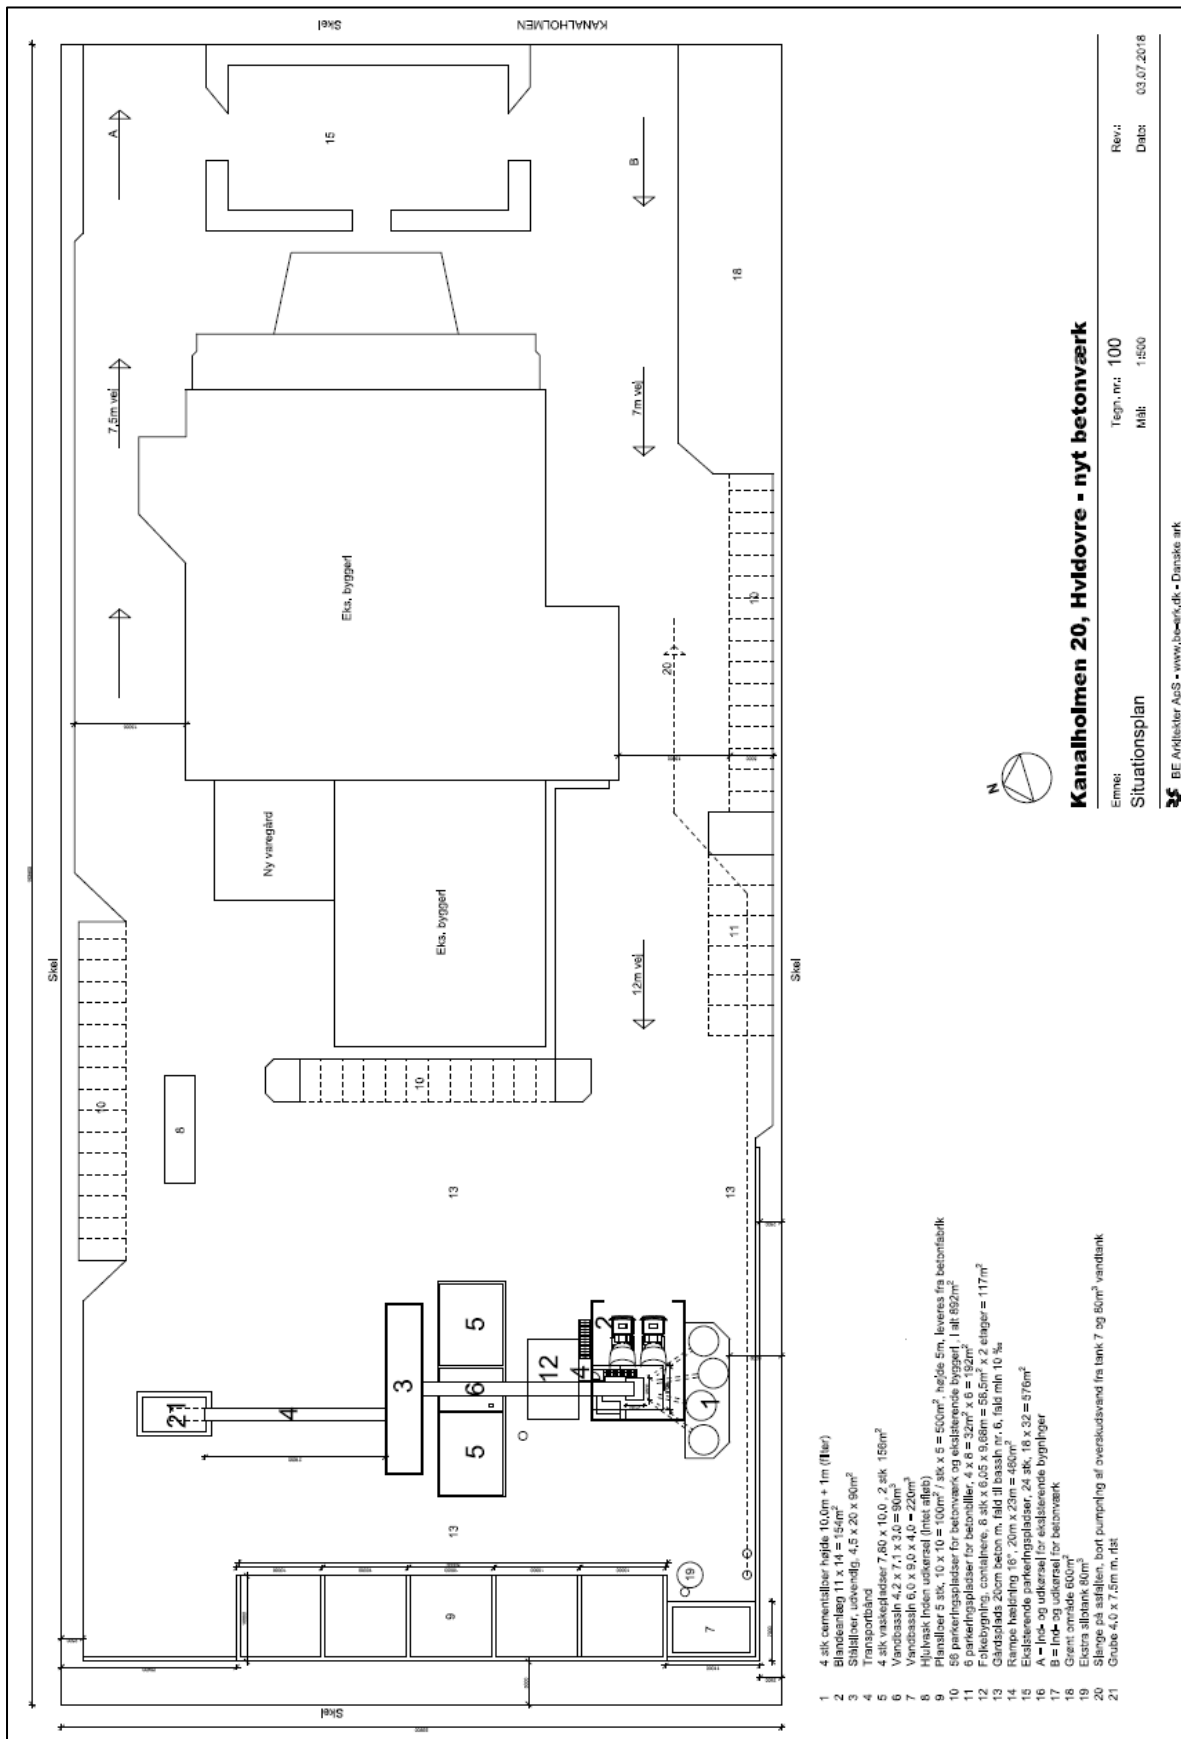 KANALHOLMEN
Skel
A
15
B
18
7,5m vej
7m vej
Eks. byggeri
10
20
Ny varegård
Eks. byggeri
12m vej
11
Skel
Skel
10
8
10
13
13
21
4
3
5
6
5
12
4
2
1
13
9
19
7
Skel
N
Kanalholmen 20, Hvidovre - nyt betonværk
Emne:
Situationsplan
Tegn. nr.: 100
Mål: 1:500
Rev.:
Dato: 03.07.2018
BE Arkitekter ApS - www.be-ark.dk - Danske ark
1 4 stk cementsiloer højde 10,0m + 1m (filter)
2 Blandeanlæg 11 x 14 = 154m²
3 Stålsiloer, udvendig, 4,5 x 20 x 90m²
4 Transportbånd
5 4 stk vaskepladser 7,80 x 10,0 , 2 stk 156m²
6 Vandbassin 4,2 x 7,1 x 3,0 = 90m³
7 Vandbassin 6,0 x 9,0 x 4,0 = 220m³
8 Hjulvask inden udkørsel (intet afløb)
9 Plansiloer 5 stk, 10 x 10 = 100m² / stk x 5 = 500m², højde 5m, leveres fra betonfabrik
10 56 parkeringspladser for betonværk og eksisterende byggeri , i alt 892m²
11 6 parkeringspladser for betonbiller, 4 x 8 = 32m² x 6 = 192m²
12 Folkebygning, containere, 6 stk x 6,05 x 9,68m = 58,5m² x 2 etager = 117m²
13 Gårdsplads 20cm beton m. fald til bassin nr. 6, fald min 10 ‰
14 Rampe hældning 16°, 20m x 23m = 460m²
15 Eksisterende parkeringspladser, 24 stk, 18 x 32 = 576m²
16 A = Ind- og udkørsel for eksisterende bygninger
17 B = Ind- og udkørsel for betonværk
18 Grønt område 600m²
19 Ekstra silotank 80m³
20 Slange på asfalten, bort pumpning af overskudsvand fra tank 7 og 80m³ vandtank
21 Grube 4,0 x 7,5m m. rist